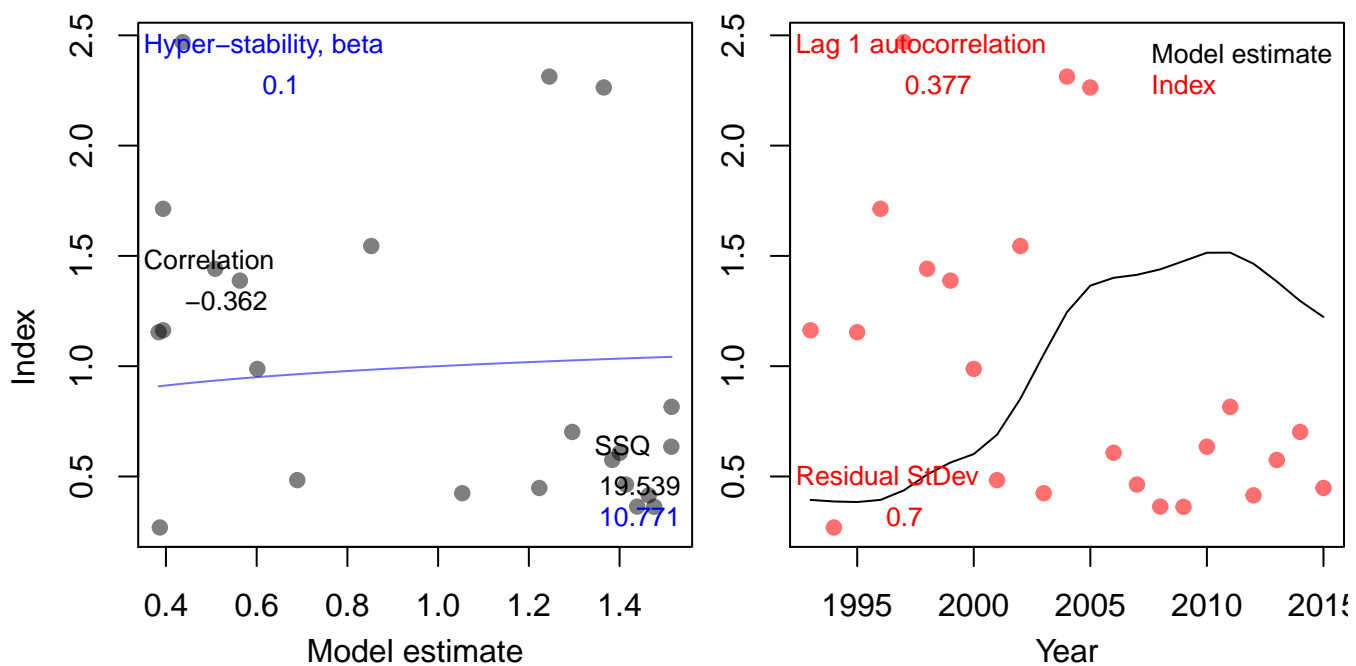 Hyper−stability, beta
0.1
Correlation
−0.362
SSQ
19.539
10.771
2.5
2.0
1.5
1.0
0.5
Index
0.4 0.6 0.8 1.0 1.2 1.4
Model estimate
Lag 1 autocorrelation
0.377
Model estimate
Index
Residual StDev
0.7
2.5
2.0
1.5
1.0
0.5
1995 2000 2005 2010 2015
Year